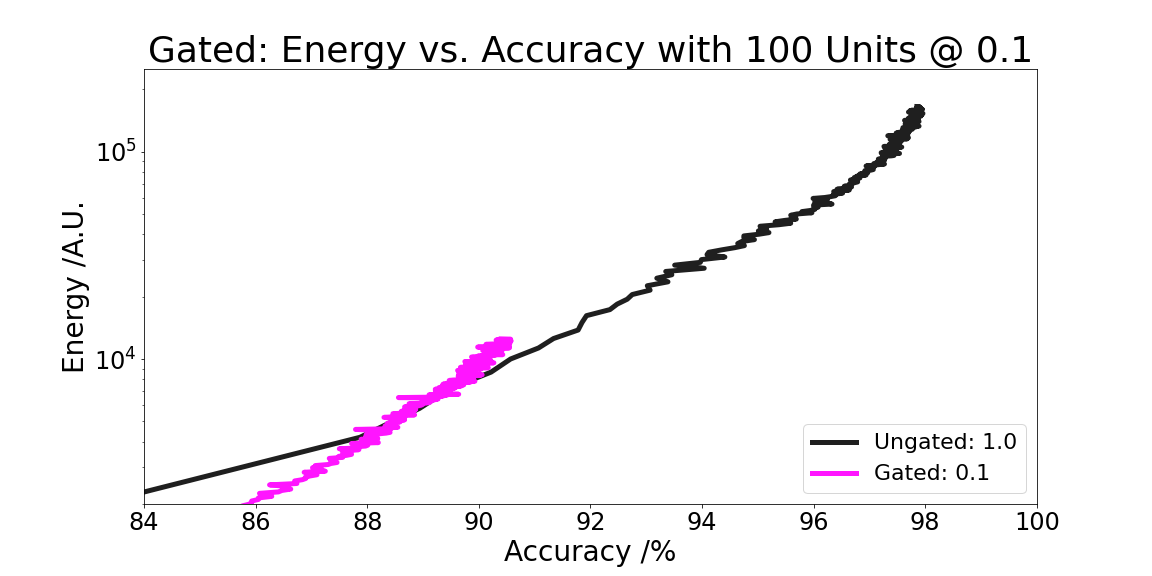 Gated: Energy vs. Accuracy with 100 Units @ 0.1
Energy /A.U.
10^5
10^4
Ungated: 1.0
Gated: 0.1
84 86 88 90 92 94 96 98 100
Accuracy /%